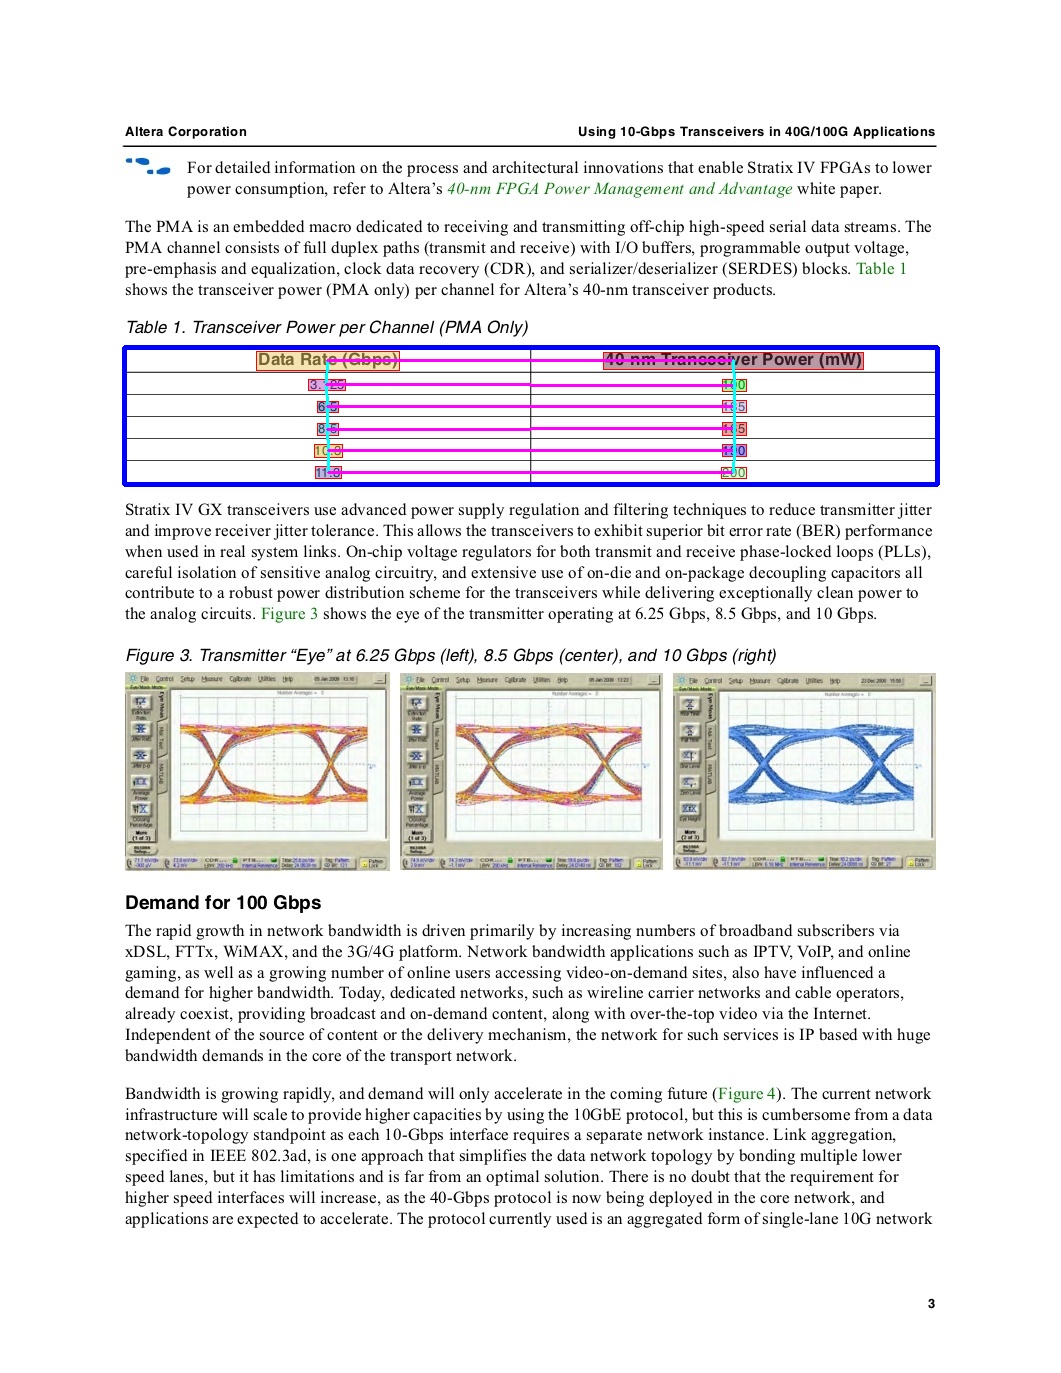 Altera Corporation
Using 10-Gbps Transceivers in 40G/100G Applications
For detailed information on the process and architectural innovations that enable Stratix IV FPGAs to lower
power consumption, refer to Altera's 40-nm FPGA Power Management and Advantage white paper.
The PMA is an embedded macro dedicated to receiving and transmitting off-chip high-speed serial data streams. The
PMA channel consists of full duplex paths (transmit and receive) with I/O buffers, programmable output voltage,
pre-emphasis and equalization, clock data recovery (CDR), and serializer/deserializer (SERDES) blocks. Table 1
shows the transceiver power (PMA only) per channel for Altera's 40-nm transceiver products.
Table 1. Transceiver Power per Channel (PMA Only)
Data Rate (Gbps) 40-nm Transceiver Power (mW)
100
6.5
8.5
11.3 200
Stratix IV GX transceivers use advanced power supply regulation and filtering techniques to reduce transmitter jitter
and improve receiver jitter tolerance. This allows the transceivers to exhibit superior bit error rate (BER) performance
when used in real system links. On-chip voltage regulators for both transmit and receive phase-locked loops (PLLs),
careful isolation of sensitive analog circuitry, and extensive use of on-die and on-package decoupling capacitors all
contribute to a robust power distribution scheme for the transceivers while delivering exceptionally clean power to
the analog circuits. Figure 3 shows the eye of the transmitter operating at 6.25 Gbps, 8.5 Gbps, and 10 Gbps.
Figure 3. Transmitter “Eye” at 6.25 Gbps (left), 8.5 Gbps (center), and 10 Gbps (right)
File Control Setup Measure Calibrate Utilities Help
File Control Setup Measure Calibrate Utilities Help
File Control Setup Measure Calibrate Utilities Help
Demand for 100 Gbps
The rapid growth in network bandwidth is driven primarily by increasing numbers of broadband subscribers via
xDSL, FTTx, WiMAX, and the 3G/4G platform. Network bandwidth applications such as IPTV, VoIP, and online
gaming, as well as a growing number of online users accessing video-on-demand sites, also have influenced a
demand for higher bandwidth. Today, dedicated networks, such as wireline carrier networks and cable operators,
already coexist, providing broadcast and on-demand content, along with over-the-top video via the Internet.
Independent of the source of content or the delivery mechanism, the network for such services is IP based with huge
bandwidth demands in the core of the transport network.
Bandwidth is growing rapidly, and demand will only accelerate in the coming future (Figure 4). The current network
infrastructure will scale to provide higher capacities by using the 10GbE protocol, but this is cumbersome from a data
network-topology standpoint as each 10-Gbps interface requires a separate network instance. Link aggregation,
specified in IEEE 802.3ad, is one approach that simplifies the data network topology by bonding multiple lower
speed lanes, but it has limitations and is far from an optimal solution. There is no doubt that the requirement for
higher speed interfaces will increase, as the 40-Gbps protocol is now being deployed in the core network, and
applications are expected to accelerate. The protocol currently used is an aggregated form of single-lane 10G network
3